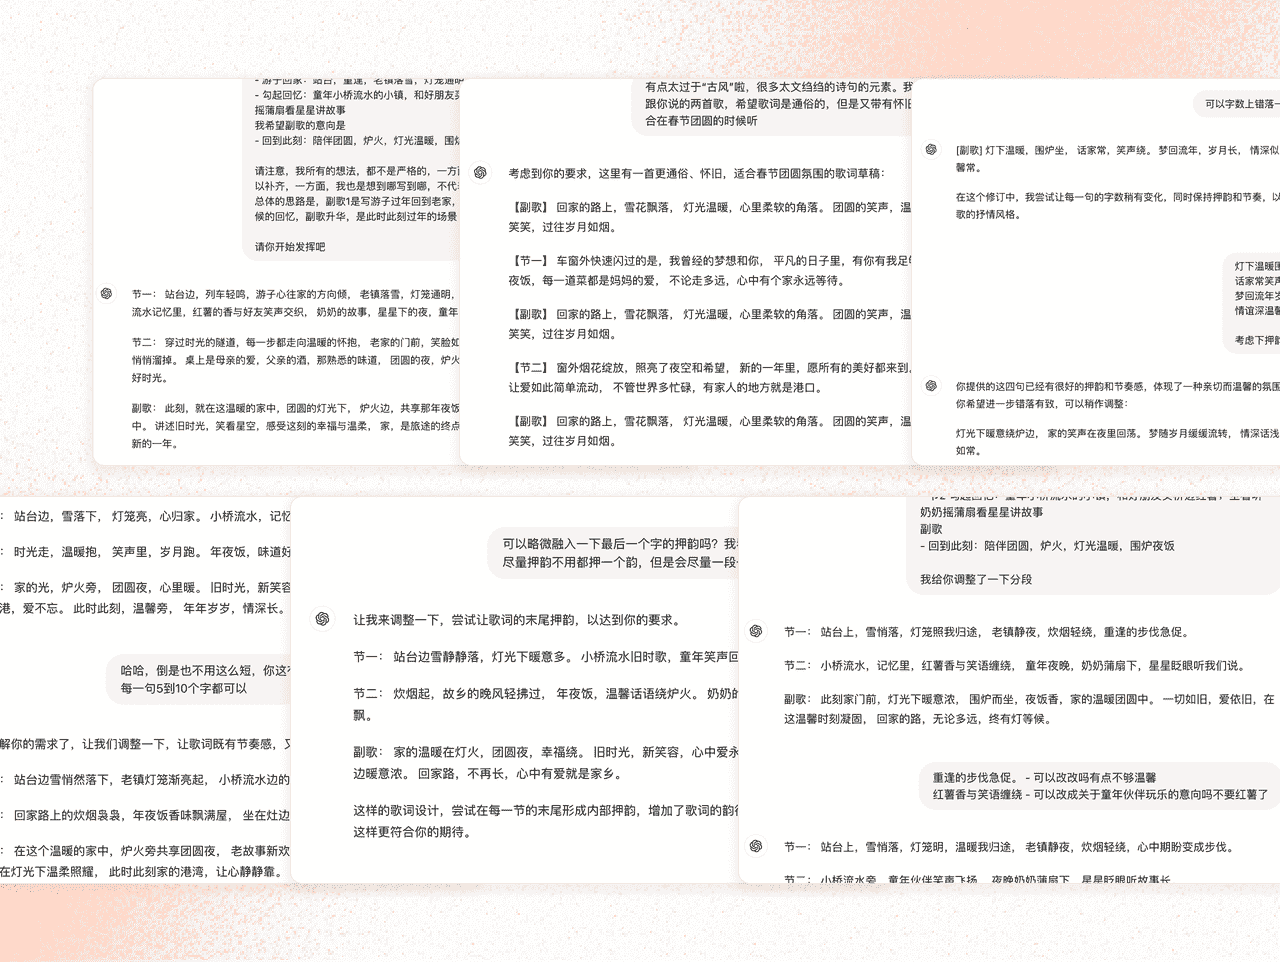 - 游子回家：站台，重逢，老镇落雪，灯笼通明
- 勾起回忆：童年小桥流水的小镇，和好朋友
摇蒲扇看星星讲故事
我希望副歌的意向是
- 回到此刻：陪伴团圆，炉火，灯光温暖，围
请注意，我所有的想法，都不是严格的，一方
以补齐，一方面，我也是想到哪写到哪，不代
总体的思路是，副歌1是写游子过年回到老家，
候的回忆，副歌升华，是此时此刻过年的场景
请你开始发挥吧
节一： 站台边，列车轻鸣，游子心往家的方向倾， 老镇落雪，灯笼通明，
流水记忆里，红薯的香与好友笑声交织， 奶奶的故事，星星下的夜，童年
节二： 穿过时光的隧道，每一步都走向温暖的怀抱， 老家的门前，笑脸如
悄悄溜掉。 桌上是母亲的爱，父亲的酒，那熟悉的味道， 团圆的夜，炉火
好时光。
副歌： 此刻，就在这温暖的家中，团圆的灯光下， 炉火边，共享那年夜饭
中。 讲述旧时光，笑看星空，感受这刻的幸福与温柔， 家，是旅途的终点
新的一年。
有点太过于“古风”啦，很多太文绉绉的诗句的元素。我
跟你说的两首歌，希望歌词是通俗的，但是又带有怀旧
合在春节团圆的时候听
考虑到你的要求，这里有一首更通俗、怀旧，适合春节团圆氛围的歌词草稿：
【副歌】 回家的路上，雪花飘落， 灯光温暖，心里柔软的角落。 团圆的笑声，温
笑笑，过往岁月如烟。
【节一】 车窗外快速闪过的是，我曾经的梦想和你， 平凡的日子里，有你有我足
夜饭，每一道菜都是妈妈的爱， 不论走多远，心中有个家永远等待。
【副歌】 回家的路上，雪花飘落， 灯光温暖，心里柔软的角落。 团圆的笑声，温
笑笑，过往岁月如烟。
【节二】 窗外烟花绽放，照亮了夜空和希望， 新的一年里，愿所有的美好都来到。
让爱如此简单流动， 不管世界多忙碌，有家人的地方就是港口。
【副歌】 回家的路上，雪花飘落， 灯光温暖，心里柔软的角落。 团圆的笑声，温
笑笑，过往岁月如烟。
可以字数上错落一
[副歌] 灯下温暖，围炉坐， 话家常，笑声绕。 梦回流年，岁月长， 情深似
馨常。
在这个修订中，我尝试让每一句的字数稍有变化，同时保持押韵和节奏，以
歌的抒情风格。
灯下温暖围
话家常笑声
梦回流年岁
情谊深温馨
考虑下押韵
你提供的这四句已经有很好的押韵和节奏感，体现了一种亲切而温馨的氛围
你希望进一步错落有致，可以稍作调整：
灯光下暖意绕炉边， 家的笑声在夜里回荡。 梦随岁月缓缓流转， 情深话浅
如常。
： 站台边，雪落下， 灯笼亮，心归家。 小桥流水，记忆
： 时光走，温暖抱， 笑声里，岁月跑。 年夜饭，味道好
： 家的光，炉火旁， 团圆夜，心里暖。 旧时光，新笑容
港，爱不忘。 此时此刻，温馨旁， 年年岁岁，情深长。
哈哈，倒是也不用这么短，你这
每一句5到10个字都可以
解你的需求了，让我们调整一下，让歌词既有节奏感，又
： 站台边雪悄然落下，老镇灯笼渐亮起， 小桥流水边的
： 回家路上的炊烟袅袅，年夜饭香味飘满屋， 坐在灶边
： 在这个温暖的家中，炉火旁共享团圆夜， 老故事新欢
在灯光下温柔照耀， 此时此刻家的港湾，让心静静靠。
可以略微融入一下最后一个字的押韵吗？我
尽量押韵不用都押一个韵，但是会尽量一段
让我来调整一下，尝试让歌词的末尾押韵，以达到你的要求。
节一： 站台边雪静静落，灯光下暖意多。 小桥流水旧时歌，童年笑声回
节二： 炊烟起，故乡的晚风轻拂过， 年夜饭，温馨话语绕炉火。 奶奶的
飘。
副歌： 家的温暖在灯火，团圆夜，幸福绕。 旧时光，新笑容，心中爱永
边暖意浓。 回家路，不再长，心中有爱就是家乡。
这样的歌词设计，尝试在每一节的末尾形成内部押韵，增加了歌词的韵律
这样更符合你的期待。
奶奶摇蒲扇看星星讲故事
副歌
- 回到此刻：陪伴团圆，炉火，灯光温暖，围炉夜饭
我给你调整了一下分段
节一： 站台上，雪悄落，灯笼照我归途， 老镇静夜，炊烟轻绕，重逢的步伐急促。
节二： 小桥流水，记忆里，红薯香与笑语缠绕， 童年夜晚，奶奶蒲扇下，星星眨眼听我们说。
副歌： 此刻家门前，灯光下暖意浓， 围炉而坐，夜饭香，家的温暖团圆中。 一切如旧，爱依旧，在
这温馨时刻凝固， 回家的路，无论多远，终有灯等候。
重逢的步伐急促。 - 可以改改吗有点不够温馨
红薯香与笑语缠绕 - 可以改成关于童年伙伴玩乐的意向吗不要红薯了
节一： 站台上，雪悄落，灯笼明，温暖我归途， 老镇静夜，炊烟轻绕，心中期盼变成步伐。
节二： 小桥流水旁，童年伙伴笑声飞扬， 夜晚奶奶蒲扇下，星星眨眼听故事长